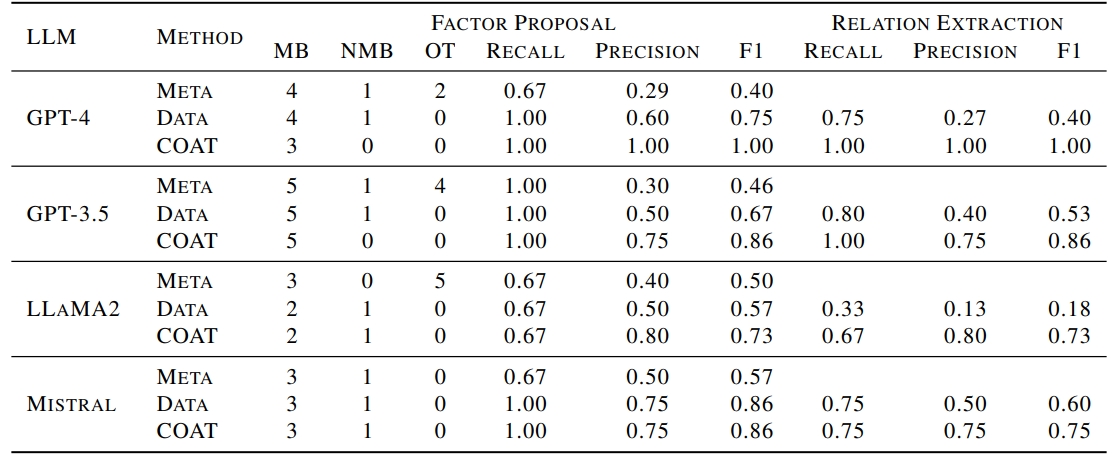 LLM METHOD FACTOR PROPOSAL RELATION EXTRACTION
MB NMB OT RECALL PRECISION F1 RECALL PRECISION F1
GPT-4 META 4 1 2 0.67 0.29 0.40
DATA 4 1 0 1.00 0.60 0.75 0.75 0.27 0.40
COAT 3 0 0 1.00 1.00 1.00 1.00 1.00 1.00
GPT-3.5 META 5 1 4 1.00 0.30 0.46
DATA 5 1 0 1.00 0.50 0.67 0.80 0.40 0.53
COAT 5 0 0 1.00 0.75 0.86 1.00 0.75 0.86
LLAMA2 META 3 0 5 0.67 0.40 0.50
DATA 2 1 0 0.67 0.50 0.57 0.33 0.13 0.18
COAT 2 1 0 0.67 0.80 0.73 0.67 0.80 0.73
MISTRAL META 3 1 0 0.67 0.50 0.57
DATA 3 1 0 1.00 0.75 0.86 0.75 0.50 0.60
COAT 3 1 0 1.00 0.75 0.86 0.75 0.75 0.75